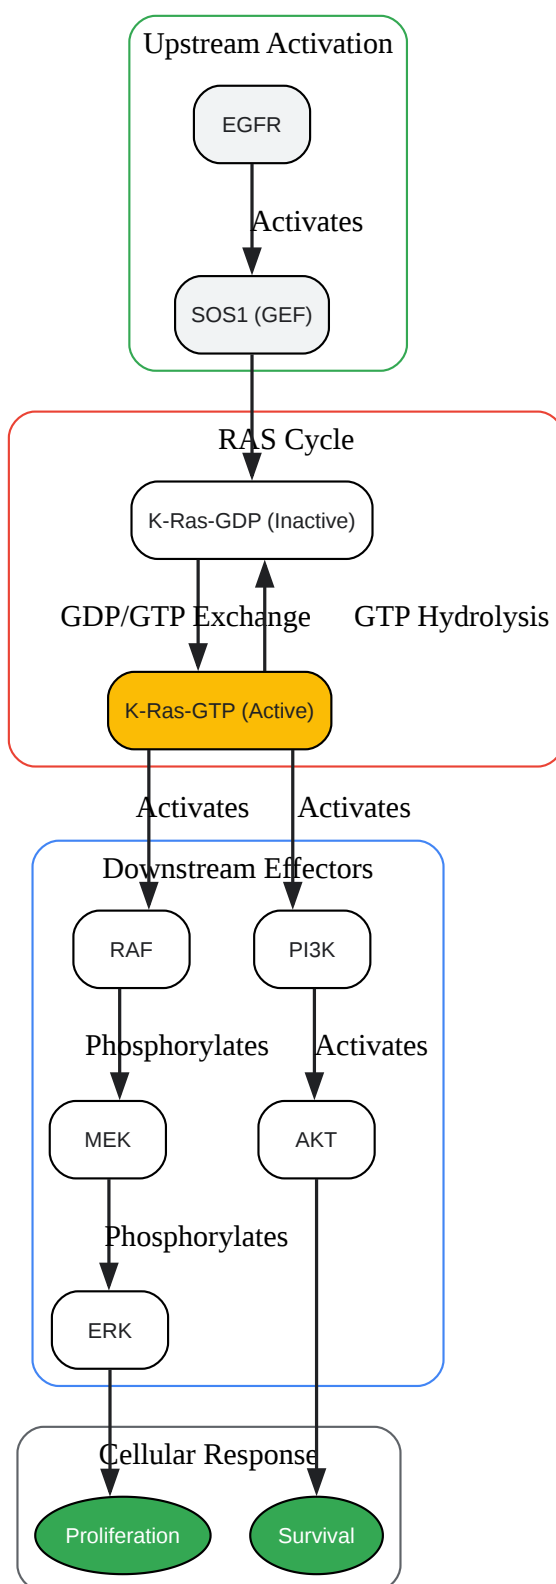 Upstream Activation
EGFR
Activates
SOS1 (GEF)
RAS Cycle
K-Ras-GDP (Inactive)
GDP/GTP Exchange
GTP Hydrolysis
K-Ras-GTP (Active)
Activates
Activates
Downstream Effectors
RAF
PI3K
Phosphorylates
Activates
MEK
AKT
Phosphorylates
ERK
Cellular Response
Proliferation
Survival